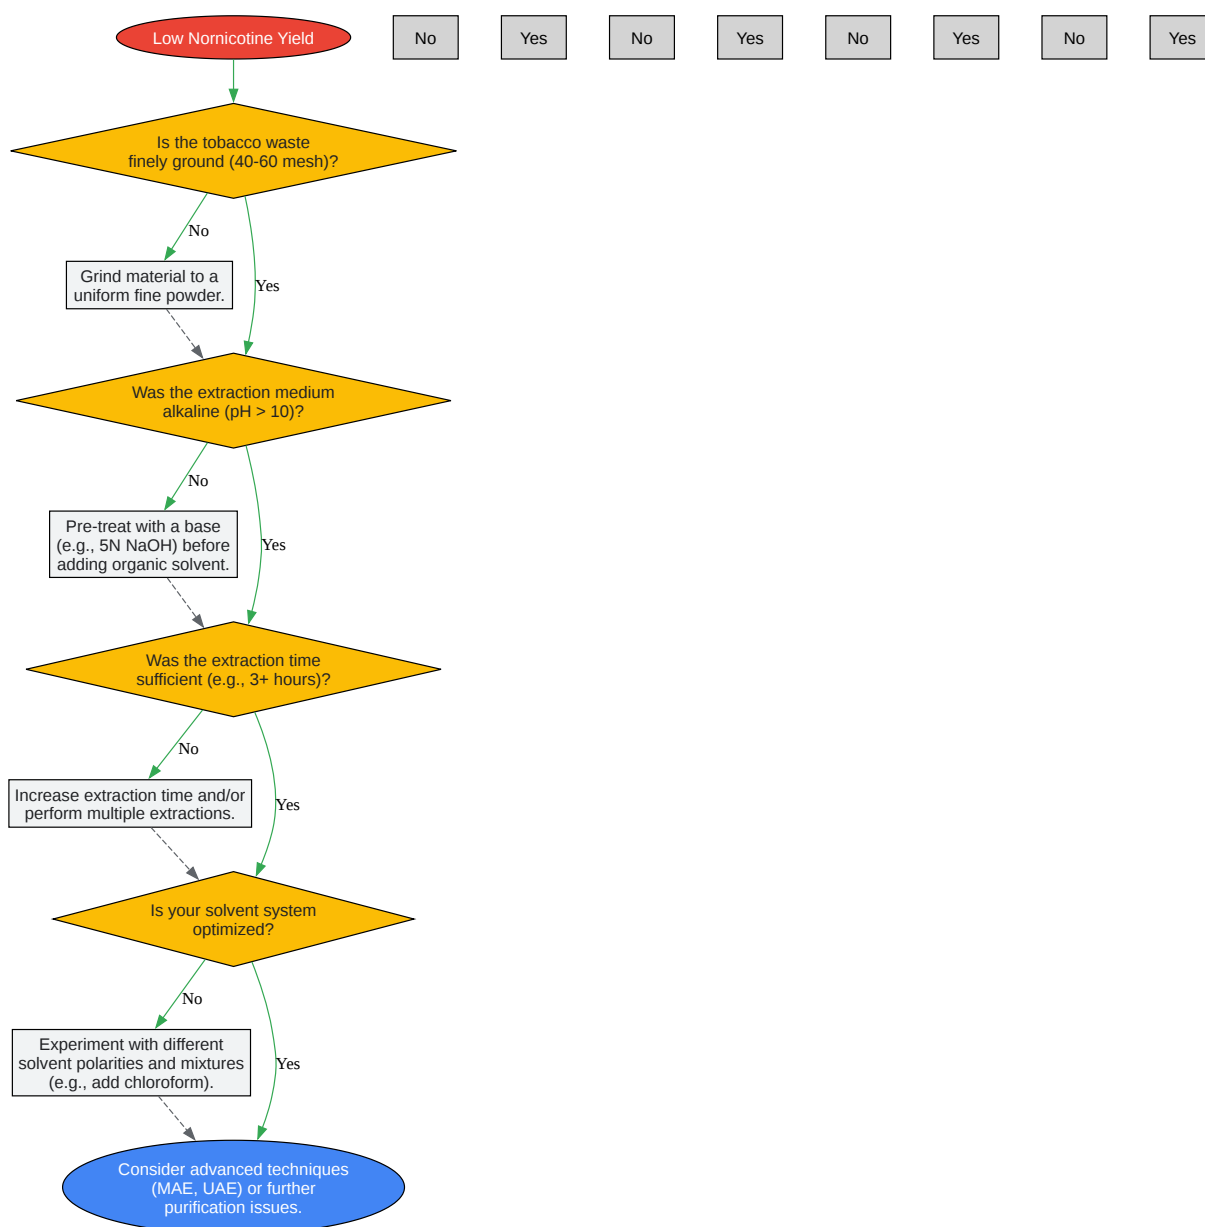 Low Nornicotine Yield
No
Yes
No
Yes
No
Yes
No
Yes
Is the tobacco waste
finely ground (40-60 mesh)?
No
Grind material to a
uniform fine powder.
Yes
Was the extraction medium
alkaline (pH > 10)?
No
Pre-treat with a base
(e.g., 5N NaOH) before
adding organic solvent.
Yes
Was the extraction time
sufficient (e.g., 3+ hours)?
No
Increase extraction time and/or
perform multiple extractions.
Yes
Is your solvent system
optimized?
No
Experiment with different
solvent polarities and mixtures
(e.g., add chloroform).
Yes
Consider advanced techniques
(MAE, UAE) or further
purification issues.